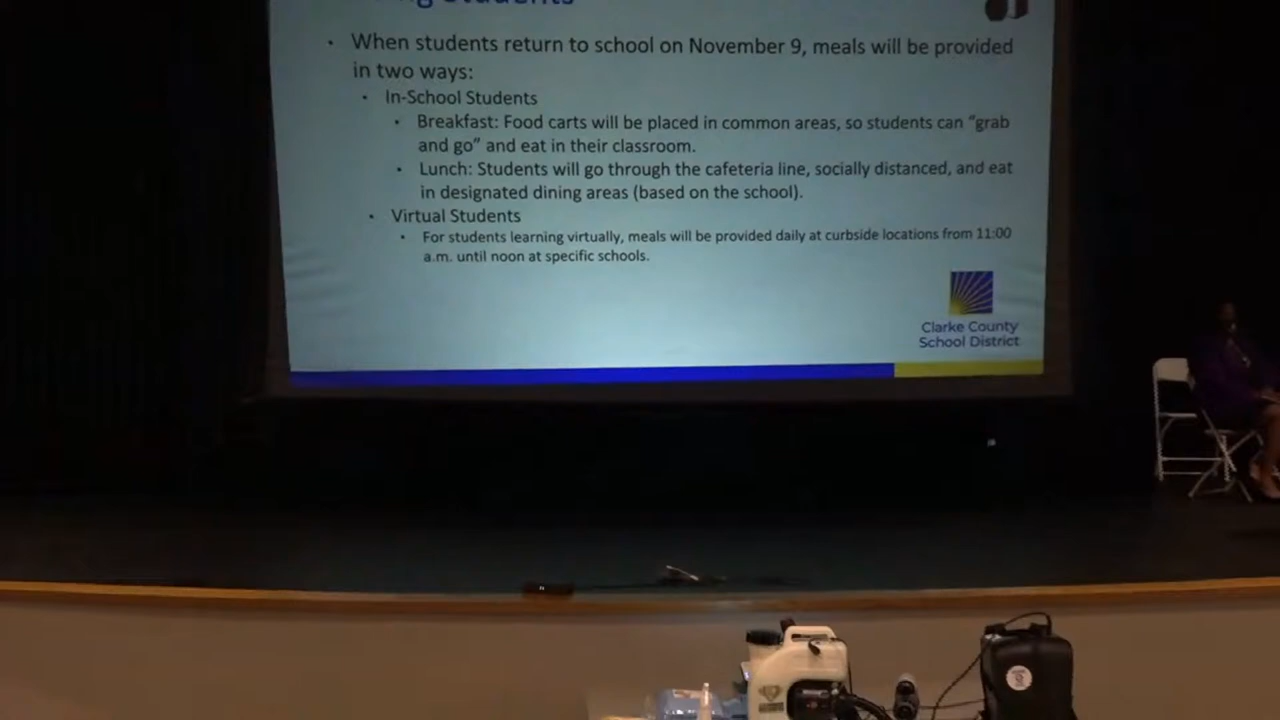 Students
• When students return to school on November 9, meals will be provided
in two ways:
• In-School Students
• Breakfast: Food carts will be placed in common areas, so students can “grab
and go” and eat in their classroom.
• Lunch: Students will go through the cafeteria line, socially distanced, and eat
in designated dining areas (based on the school).
• Virtual Students
• For students learning virtually, meals will be provided daily at curbside locations from 11:00
a.m. until noon at specific schools.
Clarke County
School District